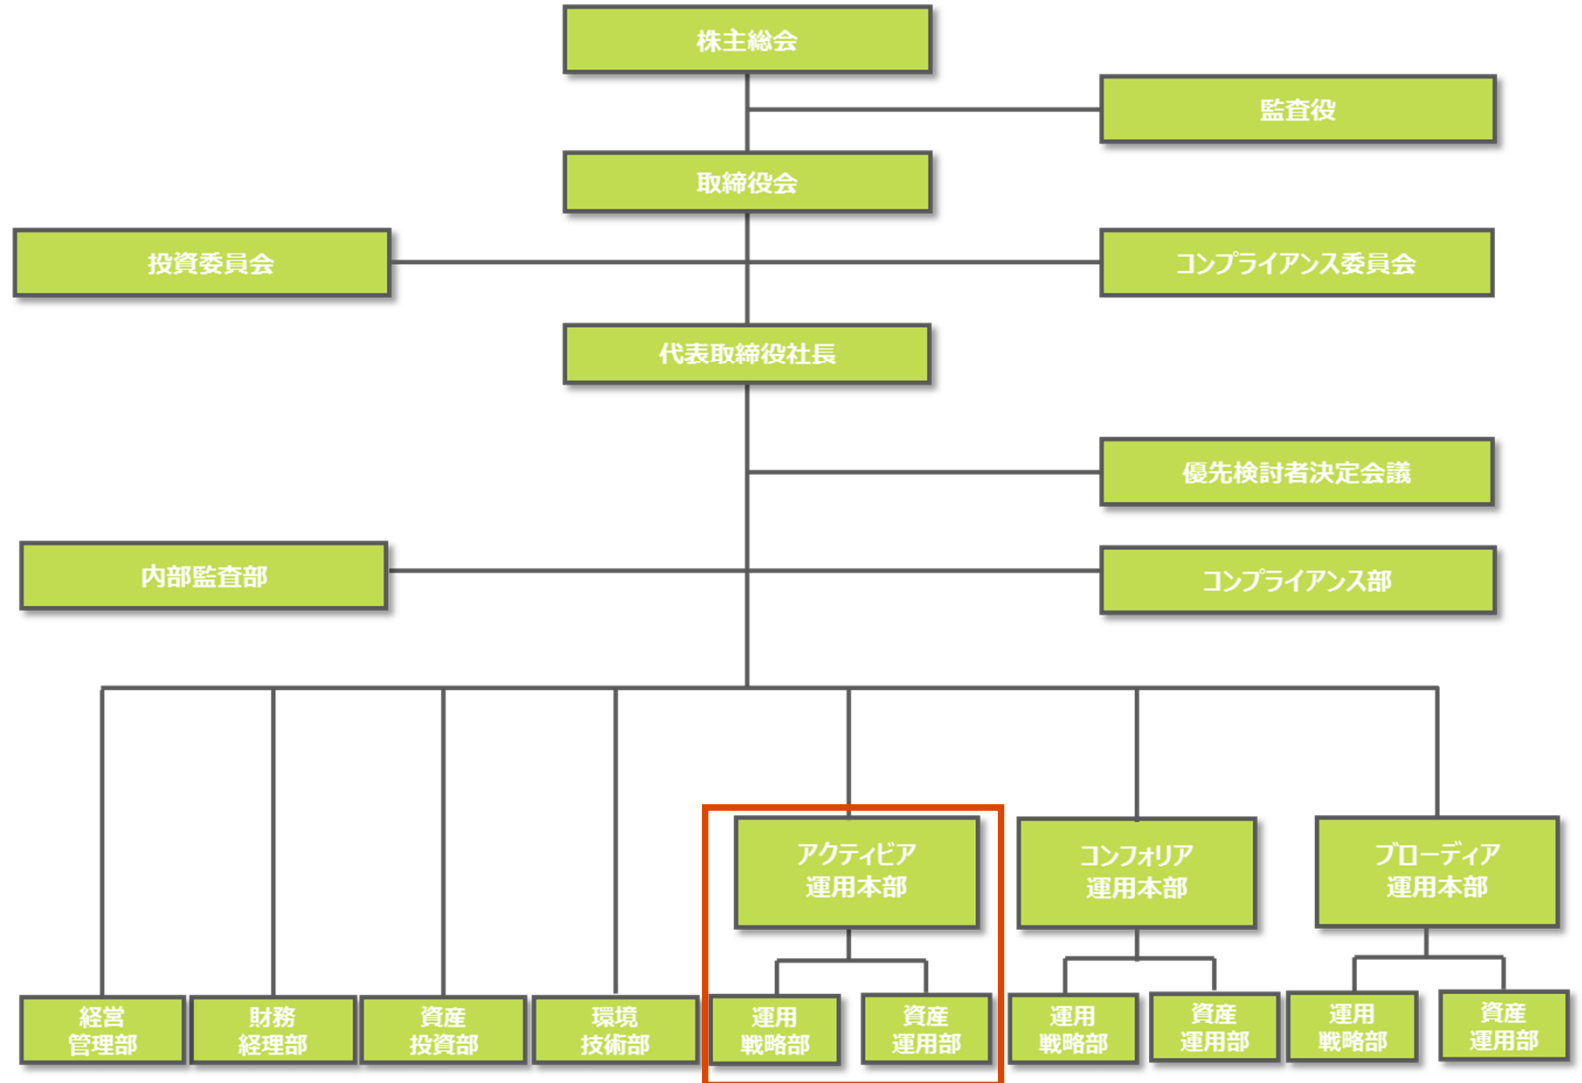 株主総会
監査役
取締役会
投資委員会
コンプライアンス委員会
代表取締役社長
優先検討者決定会議
内部監査部
コンプライアンス部
アクティビア
運用本部
コンフォリア
運用本部
ブローディア
運用本部
経営
管理部
財務
経理部
資産
投資部
環境
技術部
運用
戦略部
資産
運用部
運用
戦略部
資産
運用部
運用
戦略部
資産
運用部